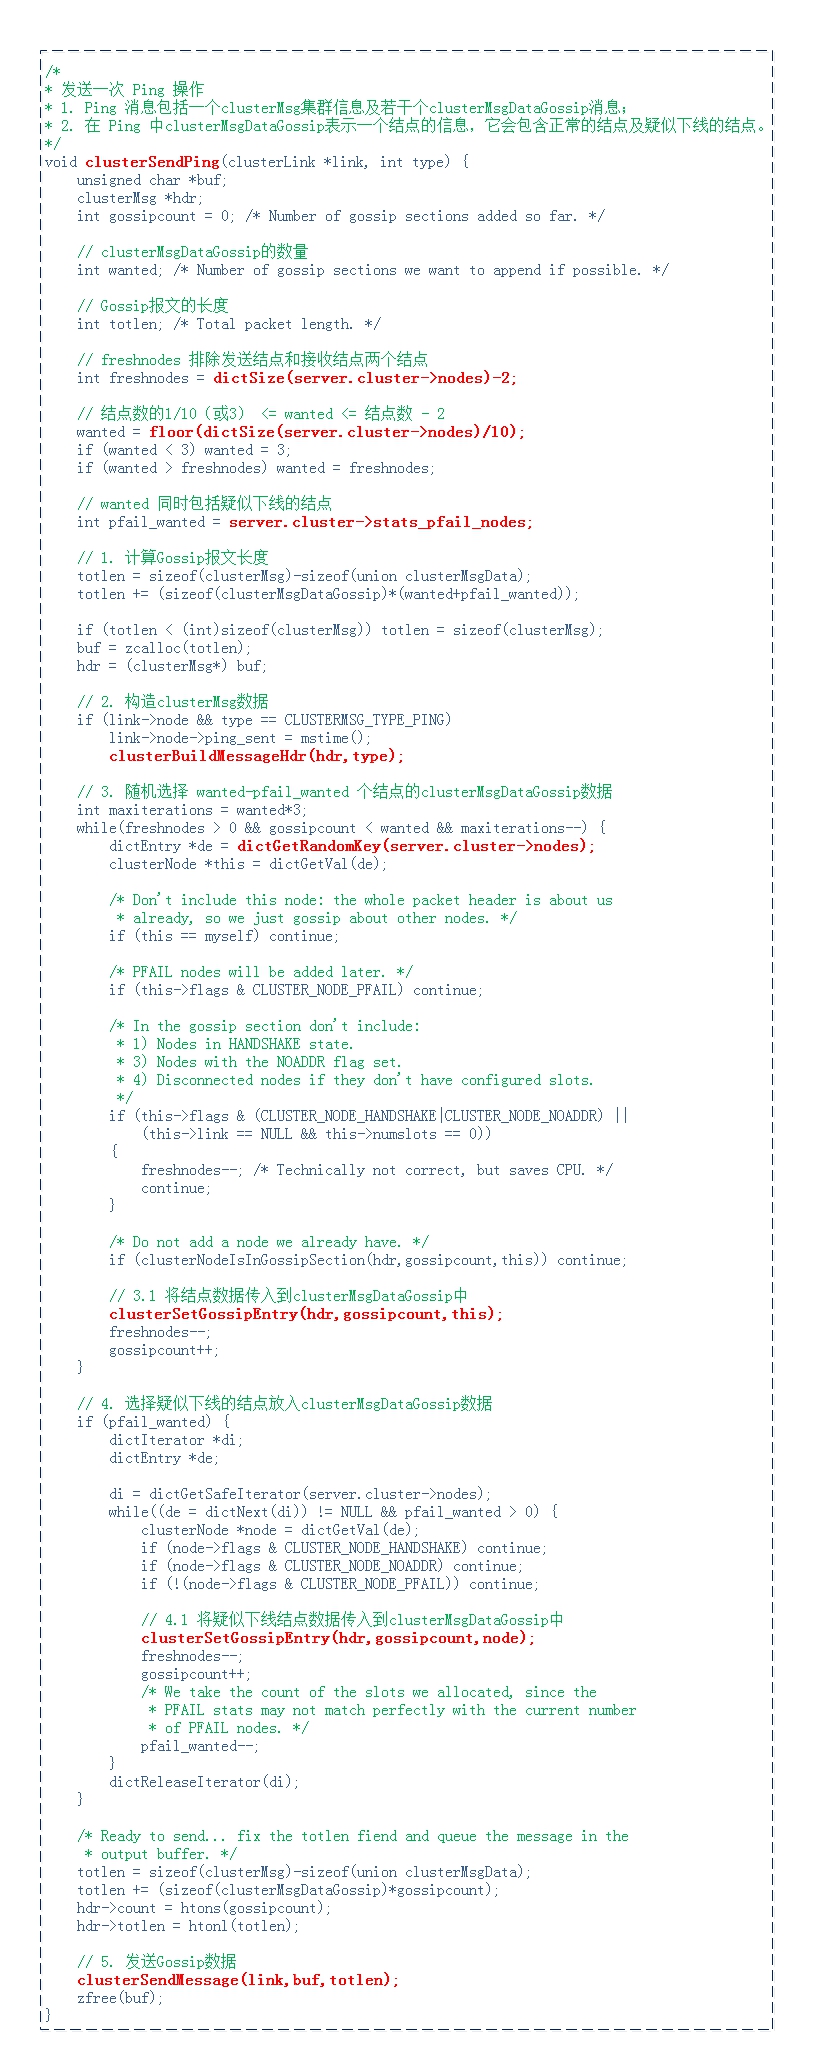 /*
* 发送一次 Ping 操作
* 1. Ping 消息包括一个clusterMsg集群信息及若干个clusterMsgDataGossip消息；
* 2. 在 Ping 中clusterMsgDataGossip表示一个结点的信息，它会包含正常的结点及疑似下线的结点。
*/
void clusterSendPing(clusterLink *link, int type) {
    unsigned char *buf;
    clusterMsg *hdr;
    int gossipcount = 0; /* Number of gossip sections added so far. */

    // clusterMsgDataGossip的数量
    int wanted; /* Number of gossip sections we want to append if possible. */

    // Gossip报文的长度
    int totlen; /* Total packet length. */

    // freshnodes 排除发送结点和接收结点两个结点
    int freshnodes = dictSize(server.cluster->nodes)-2;

    // 结点数的1/10（或3） <= wanted <= 结点数 - 2
    wanted = floor(dictSize(server.cluster->nodes)/10);
    if (wanted < 3) wanted = 3;
    if (wanted > freshnodes) wanted = freshnodes;

    // wanted 同时包括疑似下线的结点
    int pfail_wanted = server.cluster->stats_pfail_nodes;

    // 1. 计算Gossip报文长度
    totlen = sizeof(clusterMsg)-sizeof(union clusterMsgData);
    totlen += (sizeof(clusterMsgDataGossip)*(wanted+pfail_wanted));

    if (totlen < (int)sizeof(clusterMsg)) totlen = sizeof(clusterMsg);
    buf = zcalloc(totlen);
    hdr = (clusterMsg*) buf;

    // 2. 构造clusterMsg数据
    if (link->node && type == CLUSTERMSG_TYPE_PING)
        link->node->ping_sent = mstime();
        clusterBuildMessageHdr(hdr,type);

    // 3. 随机选择 wanted-pfail_wanted 个结点的clusterMsgDataGossip数据
    int maxiterations = wanted*3;
    while(freshnodes > 0 && gossipcount < wanted && maxiterations--) {
        dictEntry *de = dictGetRandomKey(server.cluster->nodes);
        clusterNode *this = dictGetVal(de);

        /* Don't include this node: the whole packet header is about us
         * already, so we just gossip about other nodes. */
        if (this == myself) continue;

        /* PFAIL nodes will be added later. */
        if (this->flags & CLUSTER_NODE_PFAIL) continue;

        /* In the gossip section don't include:
         * 1) Nodes in HANDSHAKE state.
         * 3) Nodes with the NOADDR flag set.
         * 4) Disconnected nodes if they don't have configured slots.
         */
        if (this->flags & (CLUSTER_NODE_HANDSHAKE|CLUSTER_NODE_NOADDR) ||
            (this->link == NULL && this->numslots == 0))
        {
            freshnodes--; /* Technically not correct, but saves CPU. */
            continue;
        }

        /* Do not add a node we already have. */
        if (clusterNodeIsInGossipSection(hdr,gossipcount,this)) continue;

        // 3.1 将结点数据传入到clusterMsgDataGossip中
        clusterSetGossipEntry(hdr,gossipcount,this);
        freshnodes--;
        gossipcount++;
    }

    // 4. 选择疑似下线的结点放入clusterMsgDataGossip数据
    if (pfail_wanted) {
        dictIterator *di;
        dictEntry *de;

        di = dictGetSafeIterator(server.cluster->nodes);
        while((de = dictNext(di)) != NULL && pfail_wanted > 0) {
            clusterNode *node = dictGetVal(de);
            if (node->flags & CLUSTER_NODE_HANDSHAKE) continue;
            if (node->flags & CLUSTER_NODE_NOADDR) continue;
            if (!(node->flags & CLUSTER_NODE_PFAIL)) continue;

            // 4.1 将疑似下线结点数据传入到clusterMsgDataGossip中
            clusterSetGossipEntry(hdr,gossipcount,node);
            freshnodes--;
            gossipcount++;
            /* We take the count of the slots we allocated, since the
             * PFAIL stats may not match perfectly with the current number
             * of PFAIL nodes. */
            pfail_wanted--;
        }
        dictReleaseIterator(di);
    }

    /* Ready to send... fix the totlen fiend and queue the message in the
     * output buffer. */
    totlen = sizeof(clusterMsg)-sizeof(union clusterMsgData);
    totlen += (sizeof(clusterMsgDataGossip)*gossipcount);
    hdr->count = htons(gossipcount);
    hdr->totlen = htonl(totlen);

    // 5. 发送Gossip数据
    clusterSendMessage(link,buf,totlen);
    zfree(buf);
}